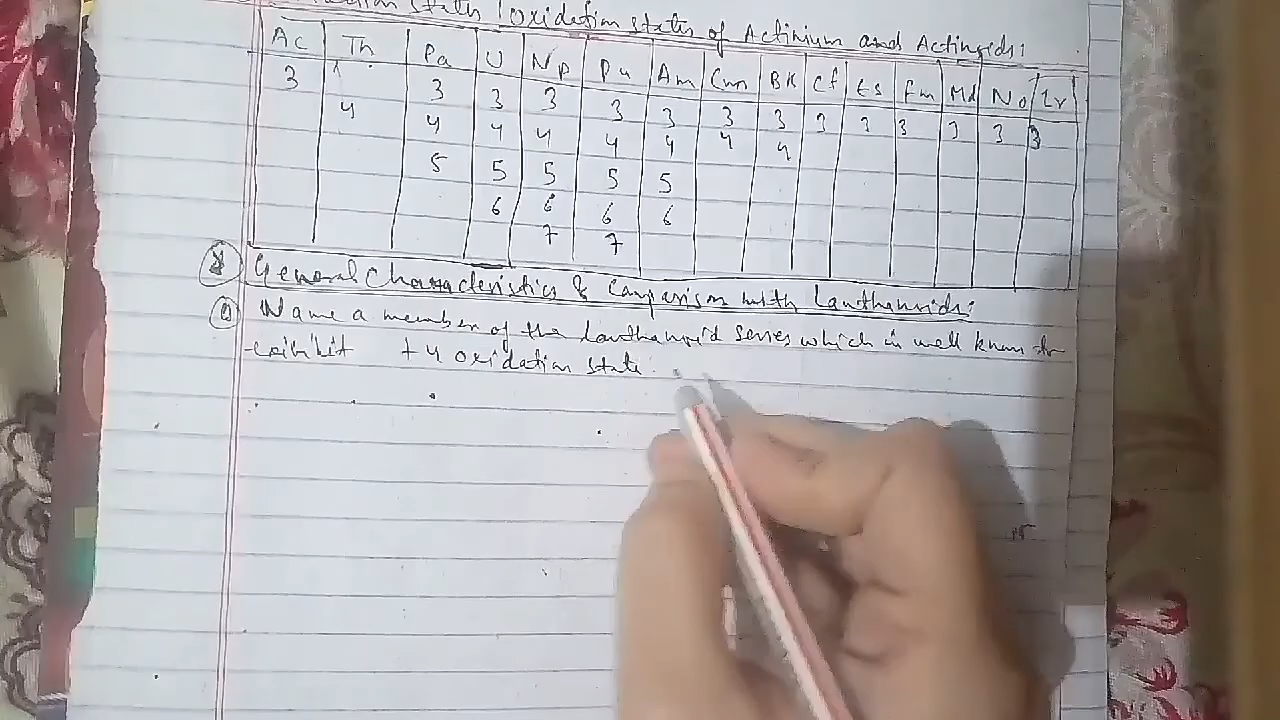 oxidation states of Actinium and Actinoids:
Ac Th Pa U Np Pu Am Cm Bk Cf Es Fm Md No Lr
3 3 3 3 3 3 3 3 3 3 3 3 3 3
4 4 4 4 4 4 4 4
5 5 5 5 5
6 6 6 6
7 7
General Characteristics & Comparism with Lanthanoids:
Q Name a member of the Lanthanoid series which is well known to
exihibit +4 oxidation state.